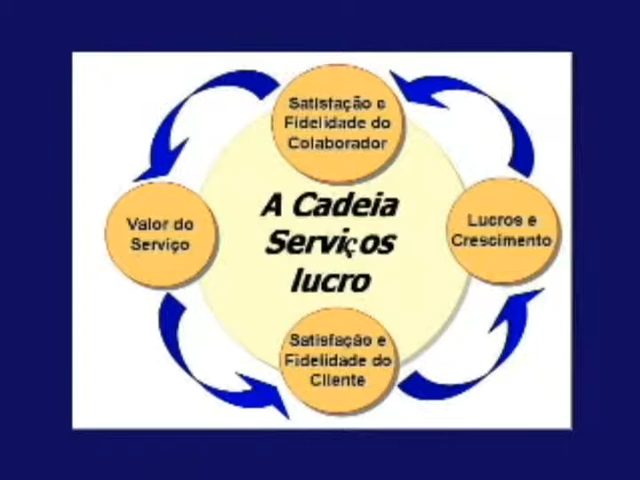 Satisfação e
Fidelidade do
Colaborador
A Cadeia
Serviços
lucro
Valor do
Serviço
Lucros e
Crescimento
Satisfação e
Fidelidade do
Cliente